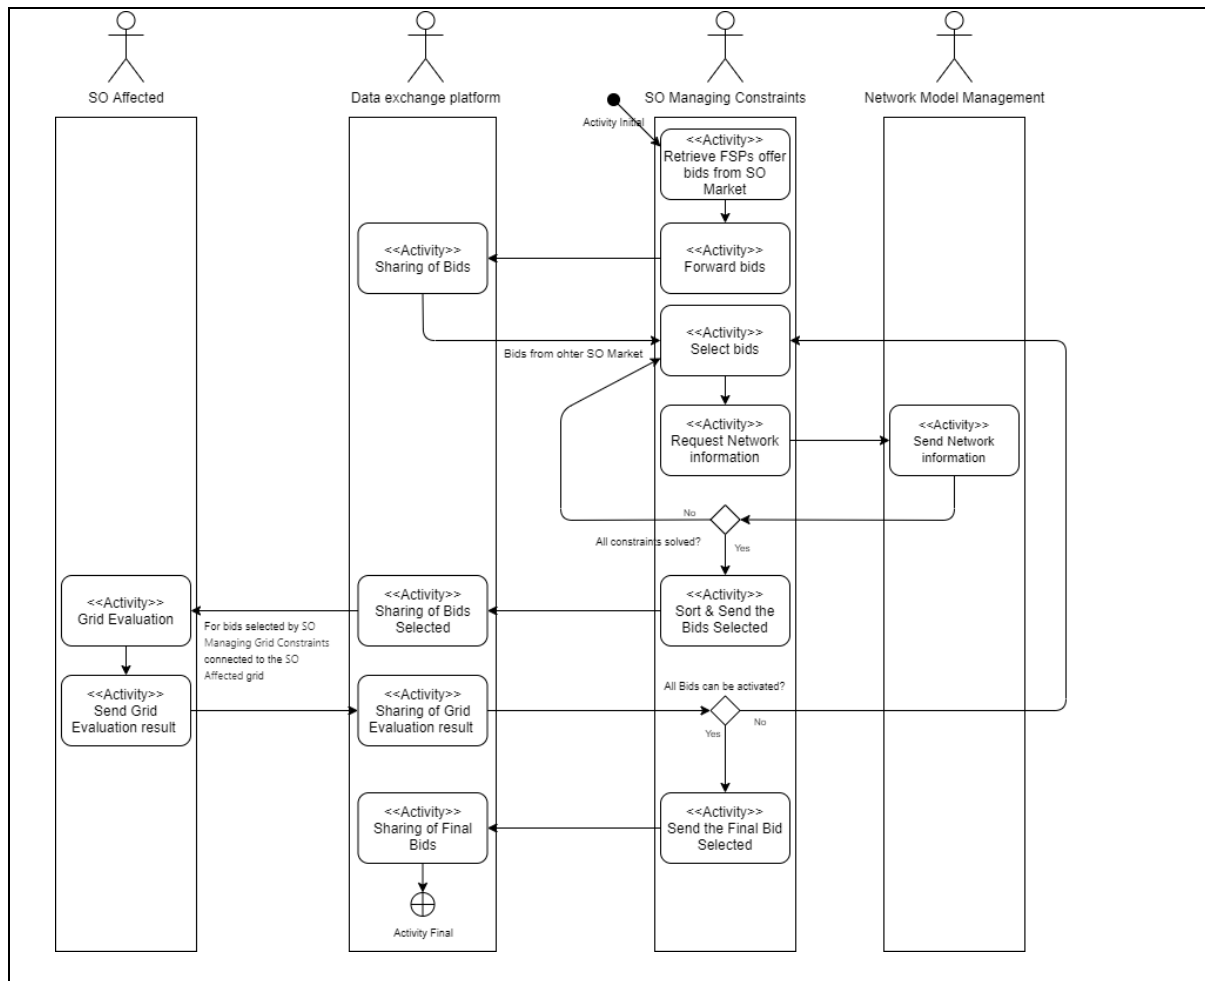 SO Affected
Data exchange platform
SO Managing Constraints
Network Model Management
Activity Initial
<<Activity>>
Retrieve FSPs offer
bids from SO
Market
<<Activity>>
Sharing of Bids
<<Activity>>
Forward bids
<<Activity>>
Select bids
Bids from ohter SO Market
<<Activity>>
Request Network
information
<<Activity>>
Send Network
information
No
All constraints solved?
Yes
<<Activity>>
Grid Evaluation
For bids selected by SO
Managing Grid Constraints
connected to the SO
Affected grid
<<Activity>>
Sharing of Bids
Selected
<<Activity>>
Sort & Send the
Bids Selected
<<Activity>>
Send Grid
Evaluation result
<<Activity>>
Sharing of Grid
Evaluation result
All Bids can be activated?
No
Yes
<<Activity>>
Sharing of Final
Bids
<<Activity>>
Send the Final Bid
Selected
Activity Final